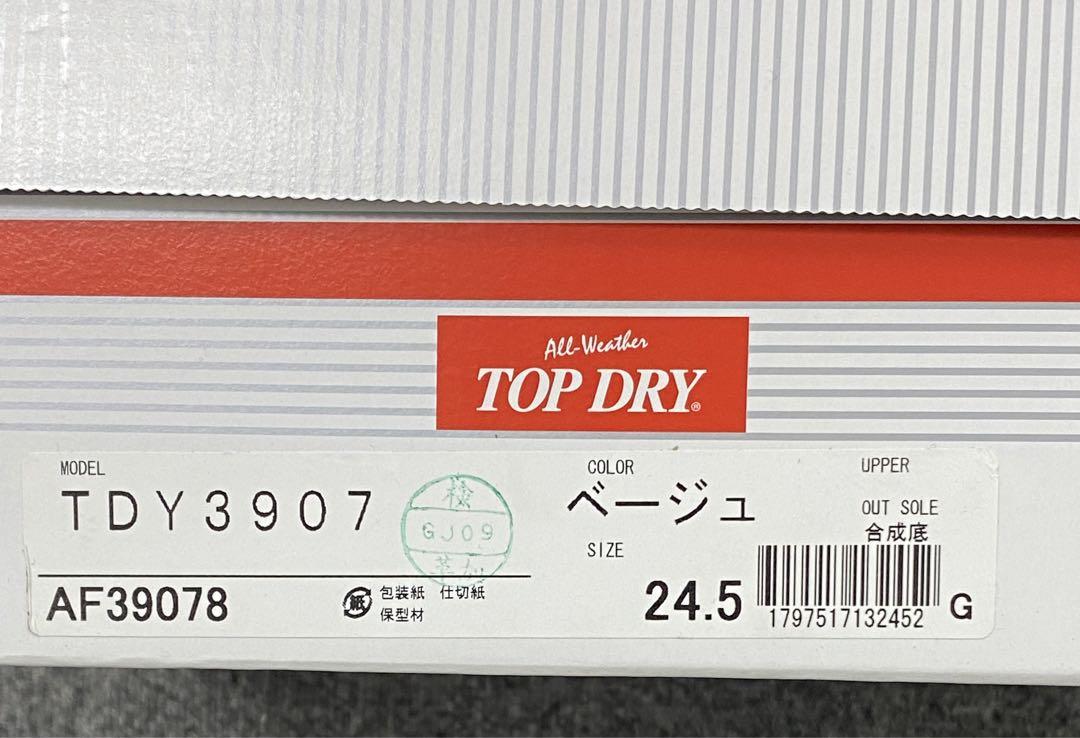 All-Weather
TOP DRY®
MODEL
TDY3907
検
GJ09
COLOR
ベージュ
UPPER
OUT SOLE
合成底
SIZE
24.5
AF39078
紙
包装紙 仕切紙
保型材
1797517132452
G